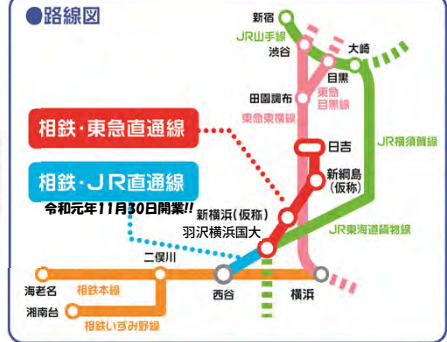 ●路線図
新宿
JR山手線
渋谷
大崎
目黒
田園調布
東急
目黒線
東急東横線
相鉄・東急直通線
日吉
JR横須賀線
新綱島
(仮称)
相鉄・JR直通線
令和元年11月30日開業!!
新横浜(仮称)
羽沢横浜国大
JR東海道貨物線
二俣川
海老名
相鉄本線
西谷
横浜
湘南台
相鉄いずみ野線